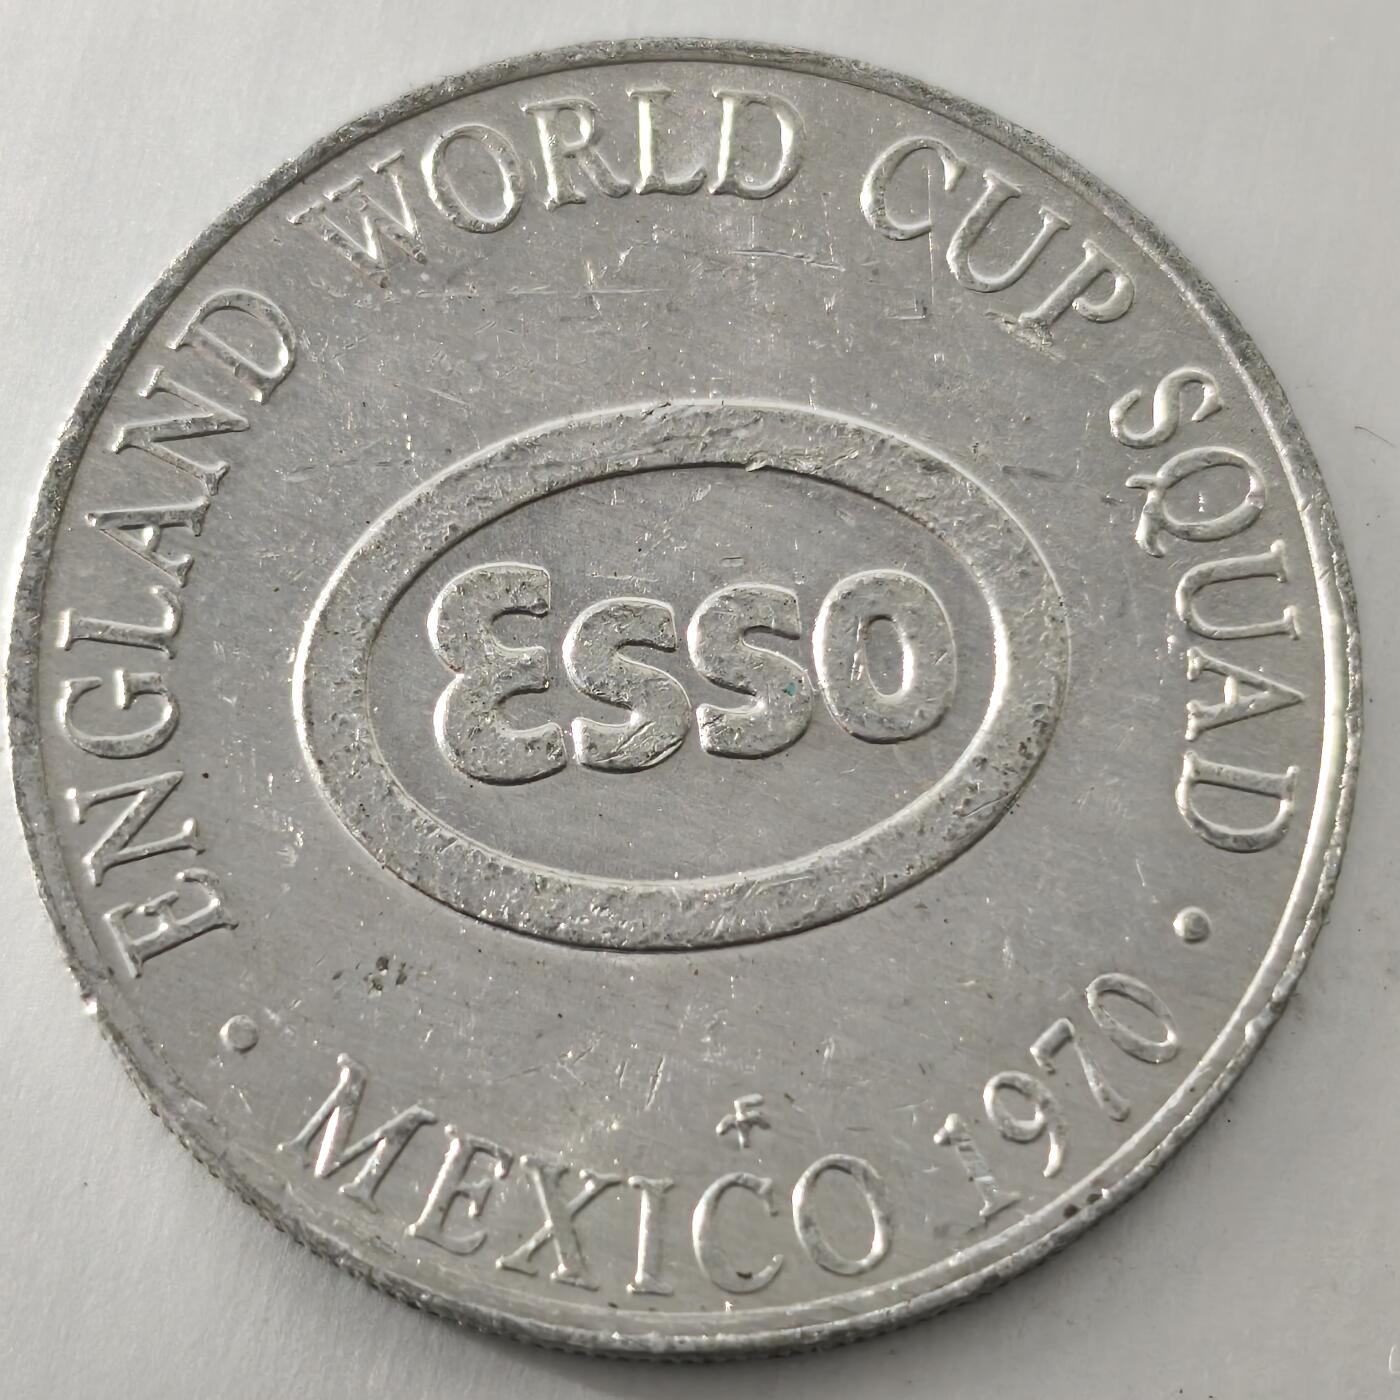 ENGLAND WORLD CUP SQUAD
Esso
MEXICO 1970